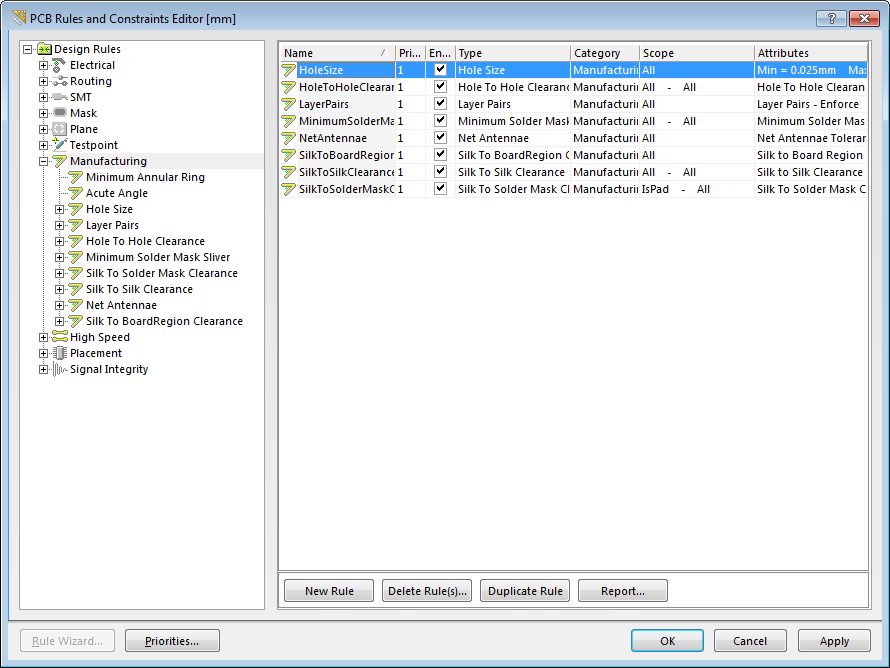 PCB Rules and Constraints Editor [mm]
?
Design Rules
Electrical
Routing
SMT
Mask
Plane
Testpoint
Manufacturing
Minimum Annular Ring
Acute Angle
Hole Size
Layer Pairs
Hole To Hole Clearance
Minimum Solder Mask Sliver
Silk To Solder Mask Clearance
Silk To Silk Clearance
Net Antennae
Silk To BoardRegion Clearance
High Speed
Placement
Signal Integrity
Name Pri... En... Type Category Scope Attributes
HoleSize 1 Hole Size Manufacturi All Min = 0.025mm Ma
HoleToHoleClearar 1 Hole To Hole Clearanc Manufacturi All - All Hole To Hole Clearan
LayerPairs 1 Layer Pairs Manufacturi All Layer Pairs - Enforce
MinimumSolderMa 1 Minimum Solder Mask Manufacturi All - All Minimum Solder Mas
NetAntennae 1 Net Antennae Manufacturi All Net Antennae Tolerar
SilkToBoardRegion 1 Silk To BoardRegion C Manufacturi All Silk to Board Region
SilkToSilkClearance 1 Silk To Silk Clearance Manufacturi All - All Silk to Silk Clearance
SilkToSolderMaskC 1 Silk To Solder Mask Cl Manufacturi IsPad - All Silk To Solder Mask C
New Rule Delete Rule(s)... Duplicate Rule Report...
Rule Wizard... Priorities... OK Cancel Apply